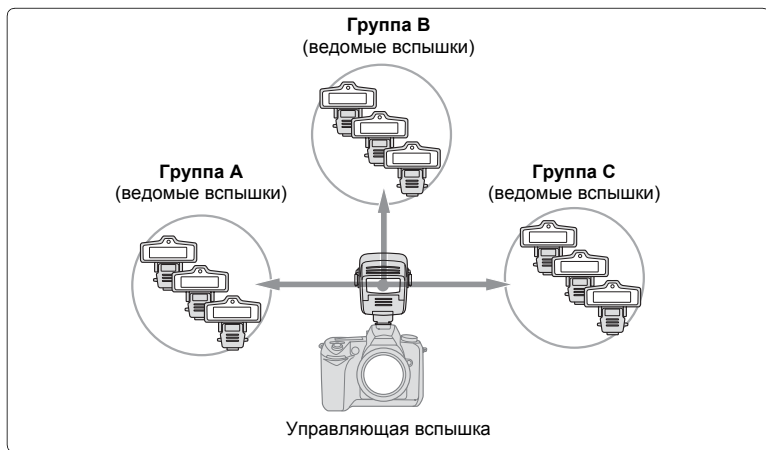 Группа B
(ведомые вспышки)
Группа A
(ведомые вспышки)
Группа C
(ведомые вспышки)
Управляющая вспышка